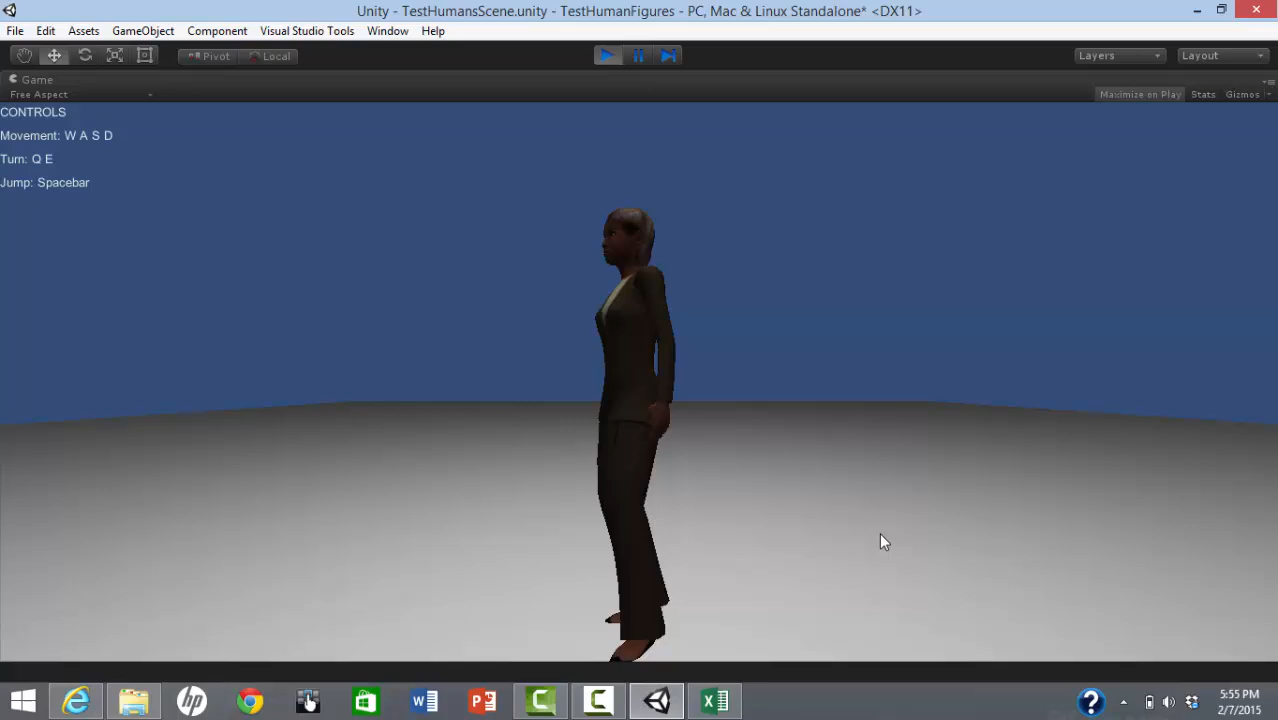 Unity - TestHumansScene.unity - TestHumanFigures - PC, Mac & Linux Standalone* <DX11>
File Edit Assets GameObject Component Visual Studio Tools Window Help
Pivot Local Layers Layout
Game
Free Aspect Maximize on Play Stats Gizmos
CONTROLS
Movement: W A S D
Turn: Q E
Jump: Spacebar
5:55 PM
2/7/2015